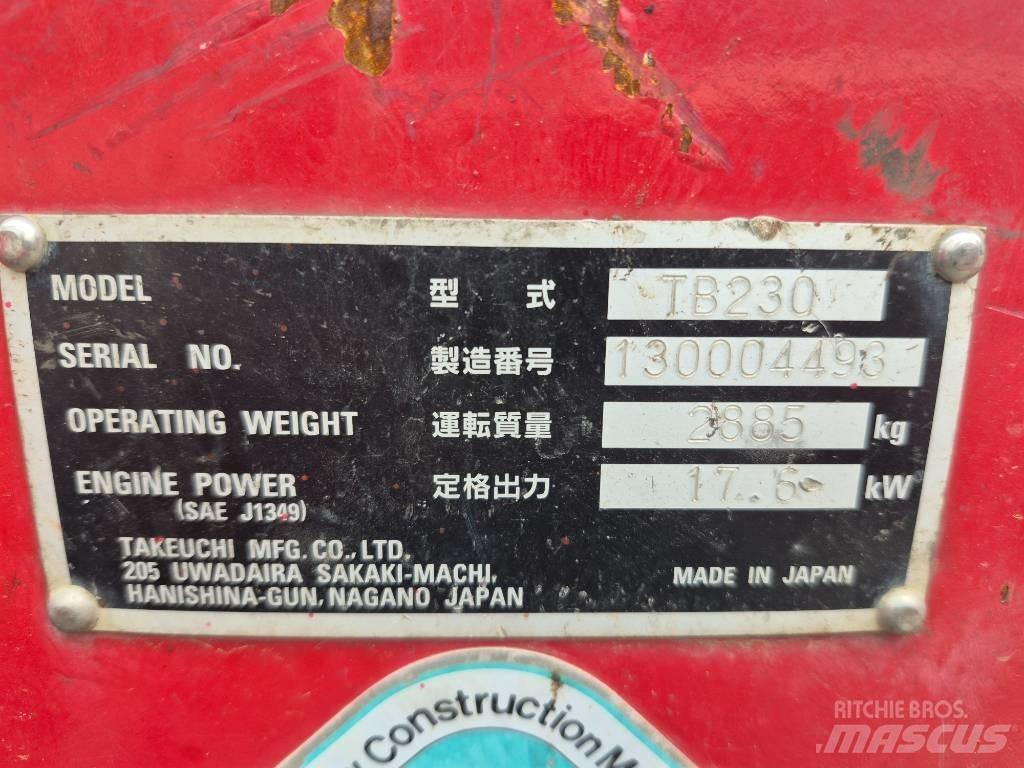 MODEL 型 式 TB230
SERIAL NO. 製造番号 130004493
OPERATING WEIGHT 運転質量 2885 kg
ENGINE POWER 定格出力 17.6 kW
(SAE J1349)
TAKEUCHI MFG. CO., LTD.
205 UWADAIRA SAKAKI-MACHI,
HANISHINA-GUN, NAGANO JAPAN
MADE IN JAPAN
Construction
RITCHIE BROS.
MASCUS